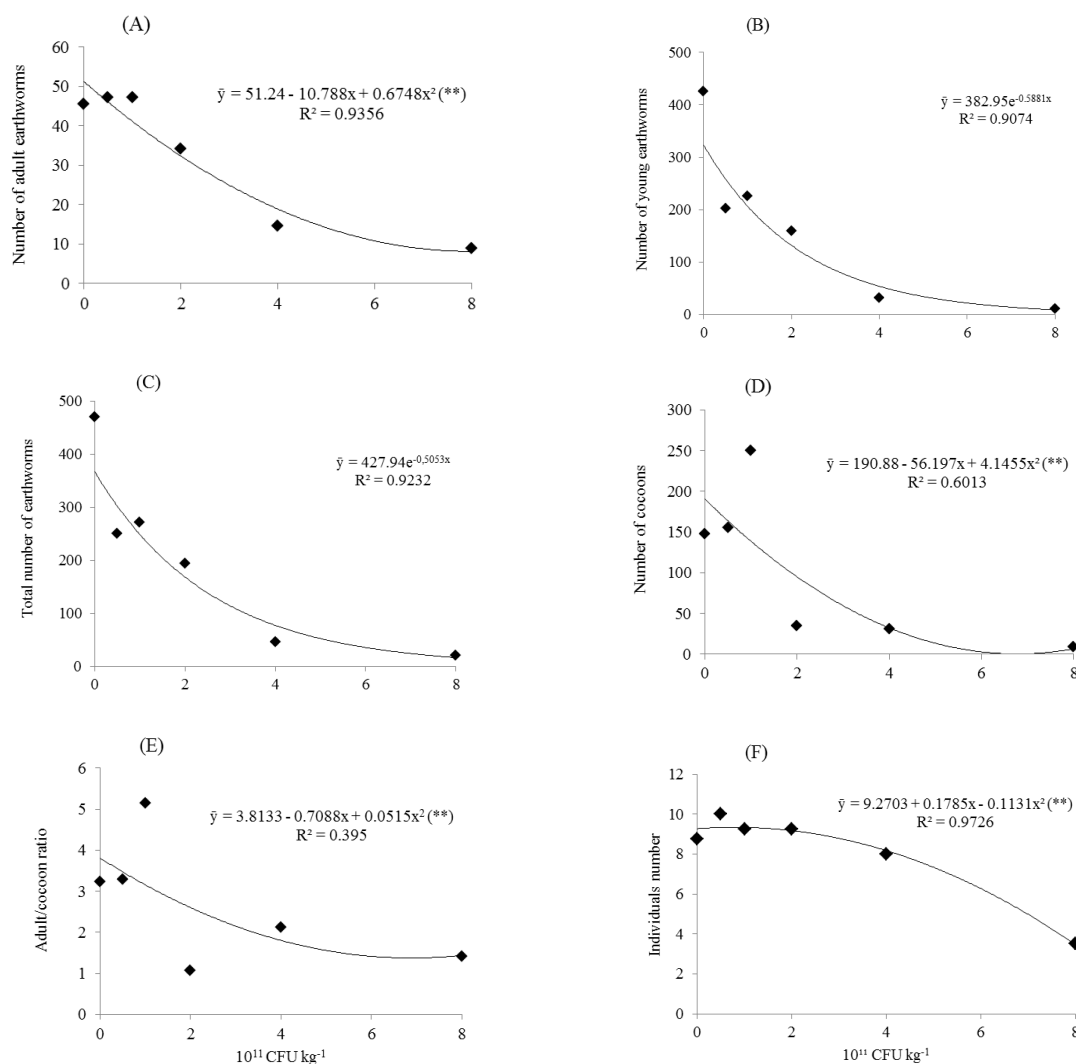 (A)
60
50
40
30
20
10
0
0 2 4 6 8
Number of adult earthworms
ȳ = 51.24 - 10.788x + 0.6748x² (**)
R² = 0.9356
(B)
500
400
300
200
100
0
0 2 4 6 8
Number of young earthworms
ȳ = 382.95e⁻⁰·⁵⁸⁸¹ˣ
R² = 0.9074
(C)
500
400
300
200
100
0
0 2 4 6 8
Total number of earthworms
ȳ = 427.94e⁻⁰,⁵⁰⁵³ˣ
R² = 0.9232
(D)
300
250
200
150
100
50
0
0 2 4 6 8
Number of cocoons
ȳ = 190.88 - 56.197x + 4.1455x² (**)
R² = 0.6013
(E)
6
5
4
3
2
1
0
0 2 4 6 8
Adult/cocoon ratio
ȳ = 3.8133 - 0.7088x + 0.0515x² (**)
R² = 0.395
10¹¹ CFU kg⁻¹
(F)
12
10
8
6
4
2
0
0 2 4 6 8
Individuals number
ȳ = 9.2703 + 0.1785x - 0.1131x² (**)
R² = 0.9726
10¹¹ CFU kg⁻¹